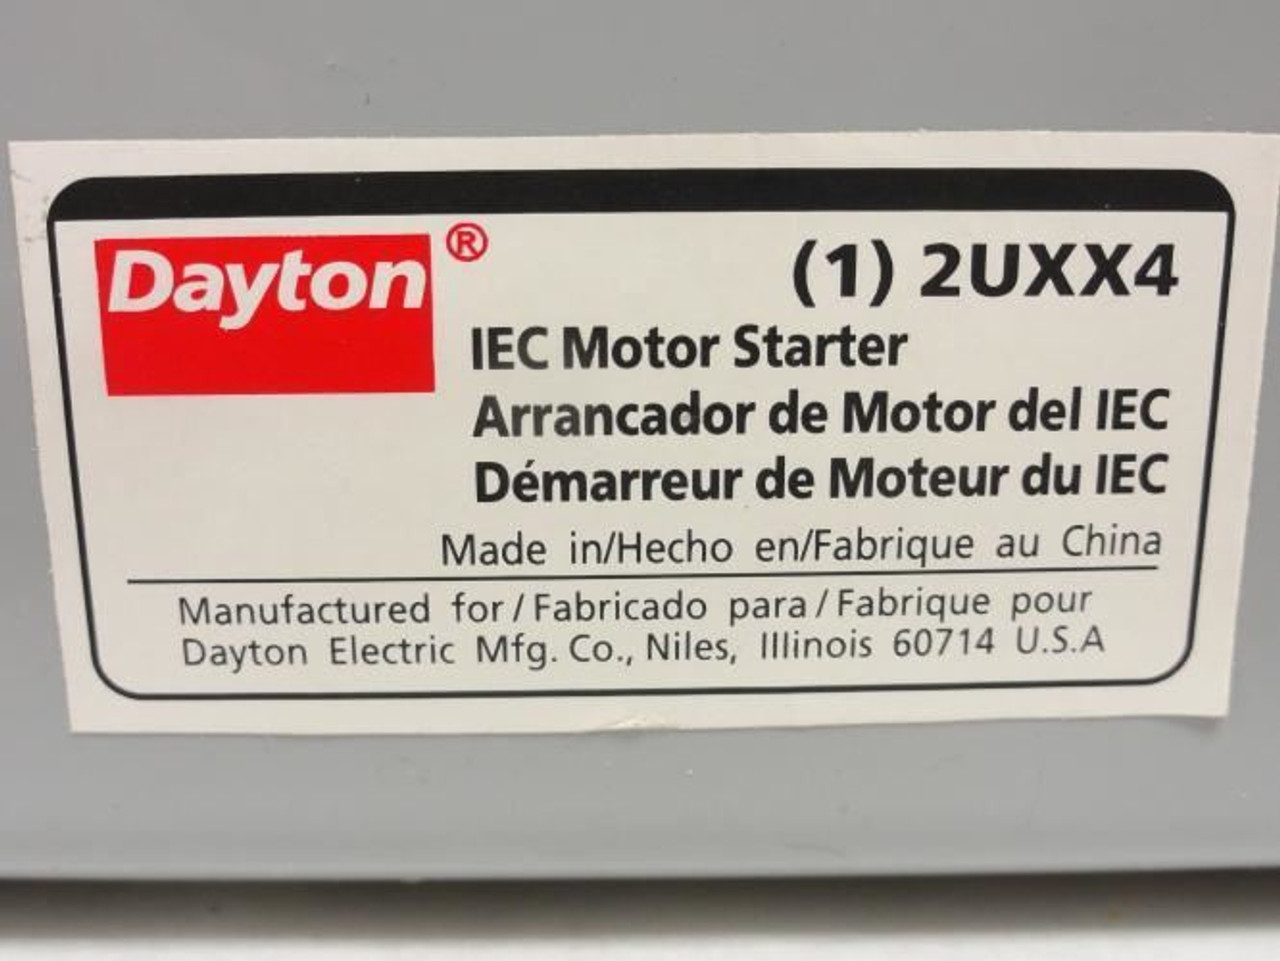 Dayton®
(1) 2UXX4
IEC Motor Starter
Arrancador de Motor del IEC
Démarreur de Moteur du IEC
Made in/Hecho en/Fabrique au China
Manufactured for/Fabricado para/Fabrique pour
Dayton Electric Mfg. Co., Niles, Illinois 60714 U.S.A